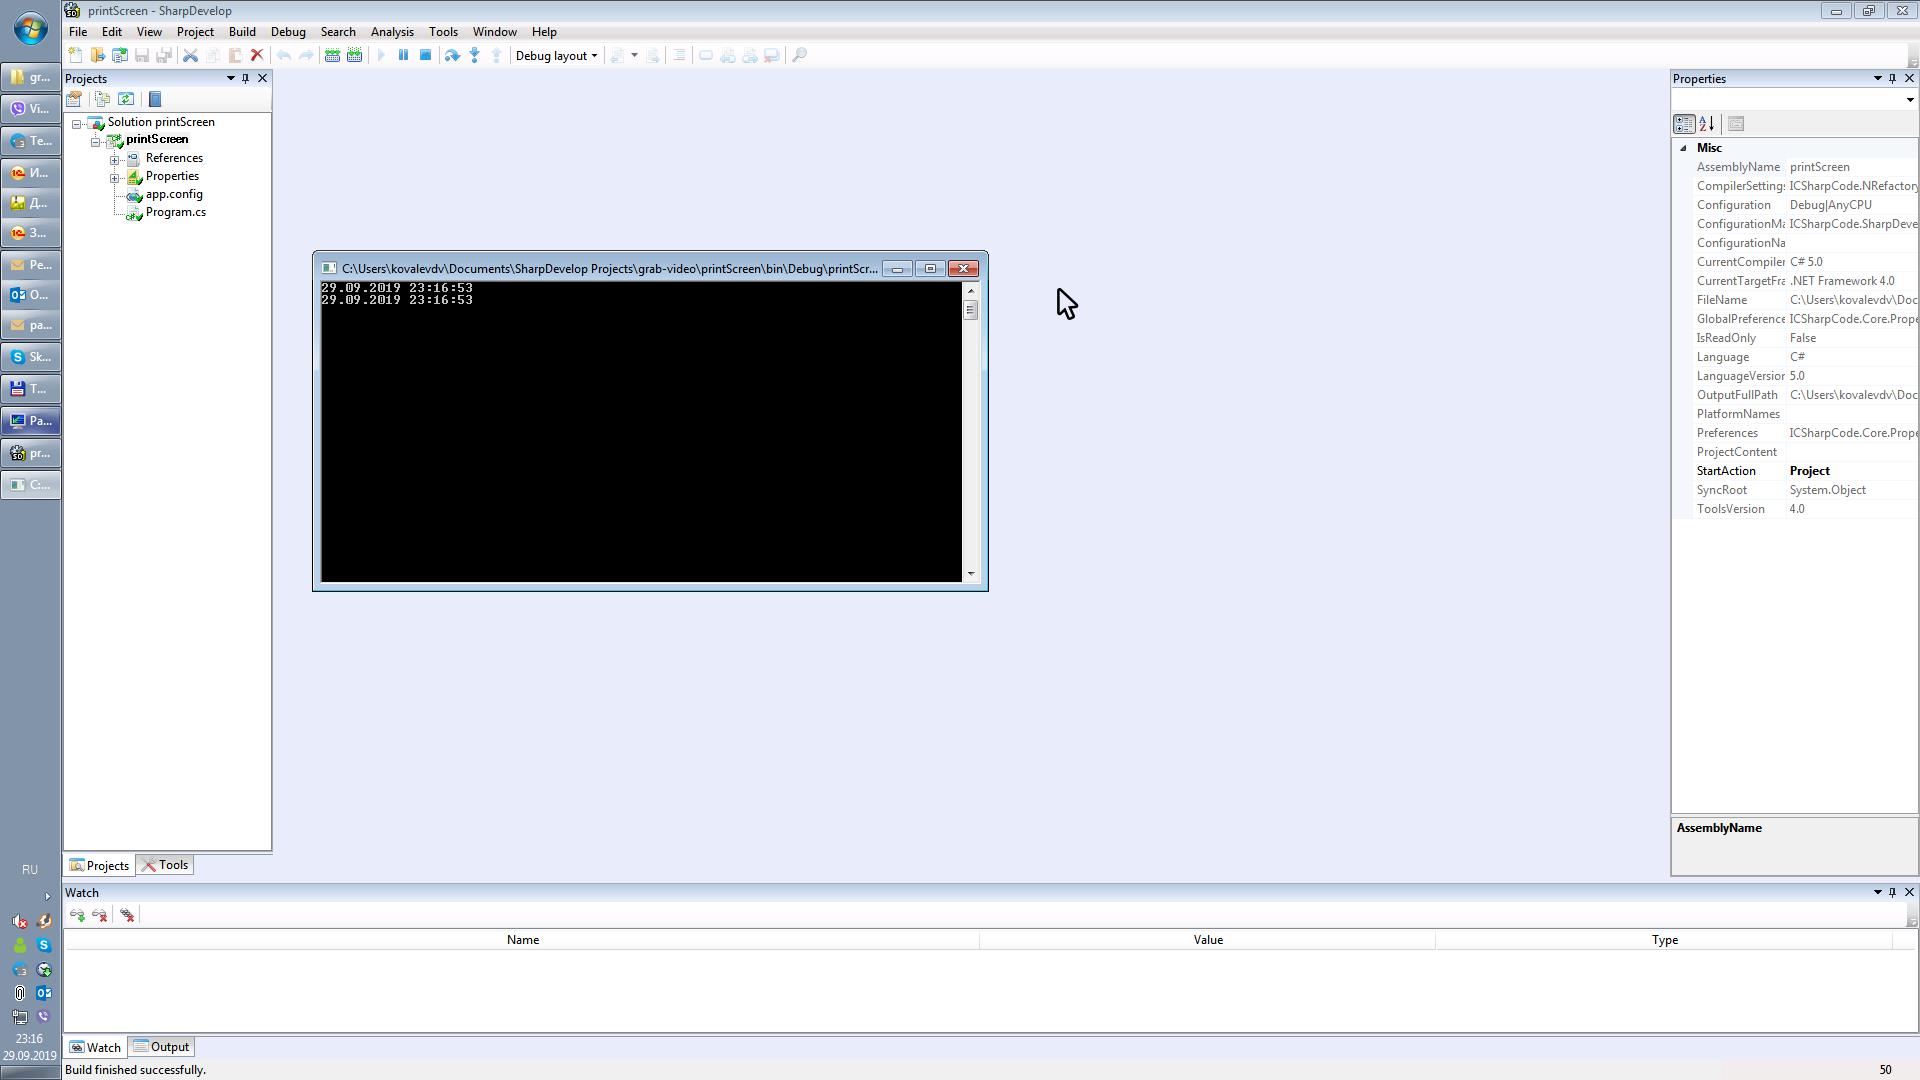 printScreen - SharpDevelop
File Edit View Project Build Debug Search Analysis Tools Window Help
Debug layout
Projects
Solution printScreen
printScreen
References
Properties
app.config
Program.cs
Projects Tools
gr...
Vi...
Te...
И...
Д...
З...
Pe...
O...
pa...
Sk...
T...
Pa...
pr...
C:...
RU
23:16
29.09.2019
C:\Users\kovalevdv\Documents\SharpDevelop Projects\grab-video\printScreen\bin\Debug\printScr...
29.09.2019 23:16:53
29.09.2019 23:16:53
Properties
Misc
AssemblyName printScreen
CompilerSettings ICSharpCode.NRefactory
Configuration Debug|AnyCPU
ConfigurationMa ICSharpCode.SharpDeve
ConfigurationNa
CurrentCompiler C# 5.0
CurrentTargetFra .NET Framework 4.0
FileName C:\Users\kovalevdv\Doc
GlobalPreference ICSharpCode.Core.Prope
IsReadOnly False
Language C#
LanguageVersion 5.0
OutputFullPath C:\Users\kovalevdv\Doc
PlatformNames
Preferences ICSharpCode.Core.Prope
ProjectContent
StartAction Project
SyncRoot System.Object
ToolsVersion 4.0
AssemblyName
Watch
Name Value Type
Watch Output
Build finished successfully.
50